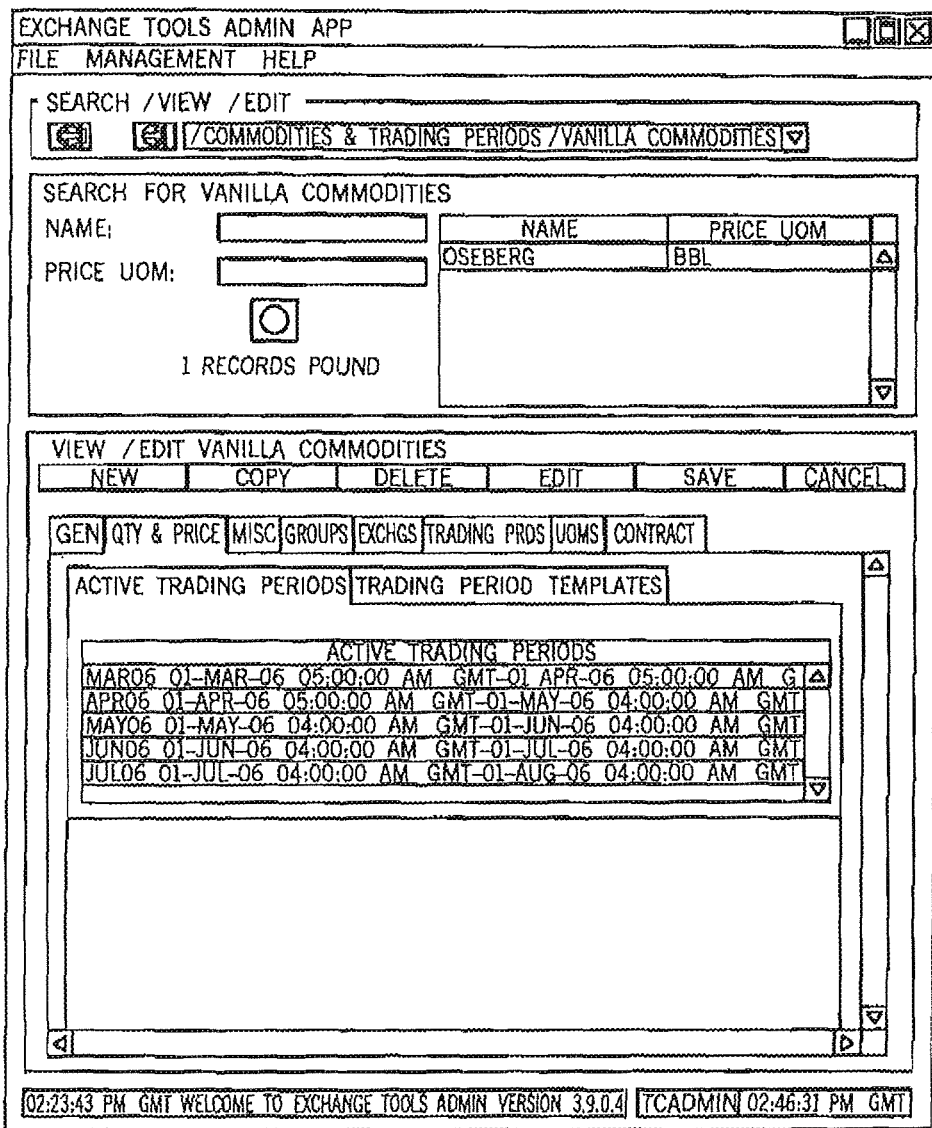 EXCHANGE TOOLS ADMIN APP
FILE MANAGEMENT HELP
SEARCH /VIEW /EDIT
/COMMODITIES & TRADING PERIODS /VANILLA COMMODITIES
SEARCH FOR VANILLA COMMODITIES
NAME:
PRICE UOM:
1 RECORDS POUND
NAME PRICE UOM
OSEBERG BBL
VIEW /EDIT VANILLA COMMODITIES
NEW COPY DELETE EDIT SAVE CANCEL
GEN QTY & PRICE MISC GROUPS EXCHGS TRADING PRDS UOMS CONTRACT
ACTIVE TRADING PERIODS TRADING PERIOD TEMPLATES
ACTIVE TRADING PERIODS
MAR06 01-MAR-06 05:00:00 AM GMT-01 APR-06 05:00:00 AM G
APR06 01-APR-06 05:00:00 AM GMT-01-MAY-06 04:00:00 AM GMT
MAY06 01-MAY-06 04:00:00 AM GMT-01-JUN-06 04:00:00 AM GMT
JUN06 01-JUN-06 04:00:00 AM GMT-01-JUL-06 04:00:00 AM GMT
JUL06 01-JUL-06 04:00:00 AM GMT-01-AUG-06 04:00:00 AM GMT
02:23:43 PM GMT WELCOME TO EXCHANGE TOOLS ADMIN VERSION 3.9.0.4 TCADMIN 02:46:31 PM GMT